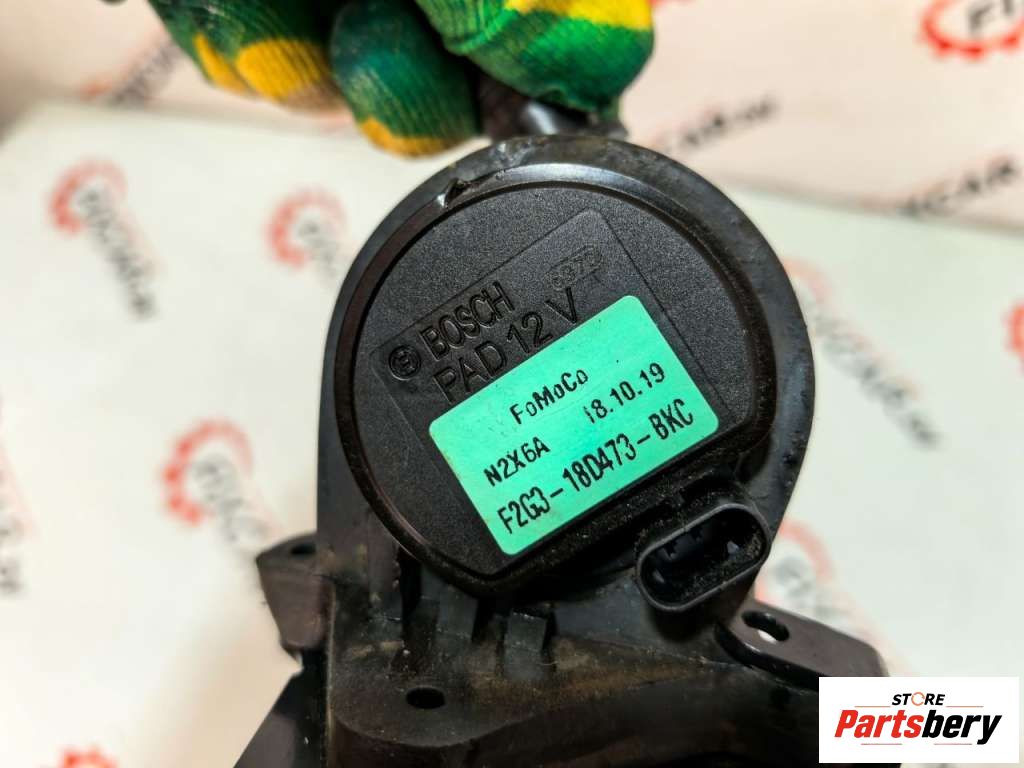 BOSCH
PAD 12 V
FoMoCo
N2X6A 18.10.19
F2G3-18D473-BKC
STORE
Partsbery